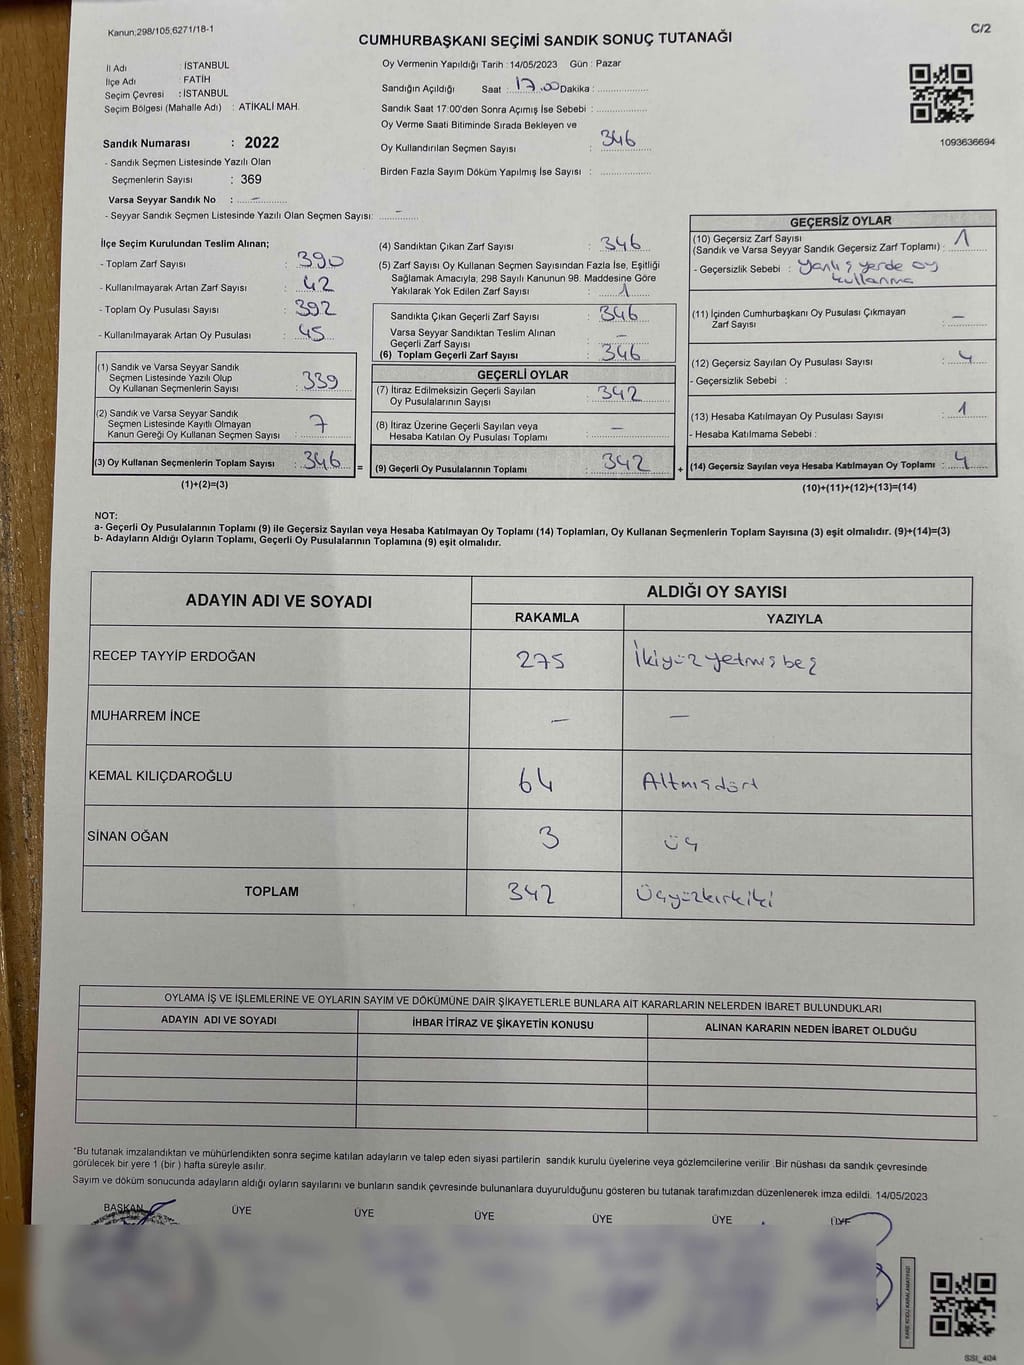 Kanun;298/105,6271/18-1
C/2
CUMHURBAŞKANI SEÇİMİ SANDIK SONUÇ TUTANAĞI
İl Adı : İSTANBUL
İlçe Adı : FATİH
Seçim Çevresi : İSTANBUL
Seçim Bölgesi (Mahalle Adı) : ATİKALİ MAH.
Oy Vermenin Yapıldığı Tarih : 14/05/2023 Gün : Pazar
Sandığın Açıldığı Saat : 17.00 Dakika :
Sandık Saat 17:00'den Sonra Açımış İse Sebebi :
Oy Verme Saati Bitiminde Sırada Bekleyen ve
Oy Kullandırılan Seçmen Sayısı : 346
Birden Fazla Sayım Döküm Yapılmış İse Sayısı :
1093636694
Sandık Numarası : 2022
- Sandık Seçmen Listesinde Yazılı Olan
Seçmenlerin Sayısı : 369
Varsa Seyyar Sandık No : -
- Seyyar Sandık Seçmen Listesinde Yazılı Olan Seçmen Sayısı: -
İlçe Seçim Kurulundan Teslim Alınan;
- Toplam Zarf Sayısı : 390
- Kullanılmayarak Artan Zarf Sayısı : 42
- Toplam Oy Pusulası Sayısı : 392
- Kullanılmayarak Artan Oy Pusulası : 45
(1) Sandık ve Varsa Seyyar Sandık
Seçmen Listesinde Yazılı Olup
Oy Kullanan Seçmenlerin Sayısı : 339
(2) Sandık ve Varsa Seyyar Sandık
Seçmen Listesinde Kayıtlı Olmayan
Kanun Gereği Oy Kullanan Seçmen Sayısı : 7
(3) Oy Kullanan Seçmenlerin Toplam Sayısı : 346
(1)+(2)=(3)
(4) Sandıktan Çıkan Zarf Sayısı : 346
(5) Zarf Sayısı Oy Kullanan Seçmen Sayısından Fazla İse, Eşitliği
Sağlamak Amacıyla, 298 Sayılı Kanunun 98. Maddesine Göre
Yakılarak Yok Edilen Zarf Sayısı : 1
Sandıkta Çıkan Geçerli Zarf Sayısı : 346
Varsa Seyyar Sandıktan Teslim Alınan
Geçerli Zarf Sayısı : -
(6) Toplam Geçerli Zarf Sayısı : 346
GEÇERLİ OYLAR
(7) İtiraz Edilmeksizin Geçerli Sayılan
Oy Pusulalarının Sayısı : 342
(8) İtiraz Üzerine Geçerli Sayılan veya
Hesaba Katılan Oy Pusulası Toplamı : -
= (9) Geçerli Oy Pusulalarının Toplamı : 342
GEÇERSİZ OYLAR
(10) Geçersiz Zarf Sayısı
(Sandık ve Varsa Seyyar Sandık Geçersiz Zarf Toplamı) : 1
- Geçersizlik Sebebi : Yanlış yerde oy
kullanma
(11) İçinden Cumhurbaşkanı Oy Pusulası Çıkmayan
Zarf Sayısı : -
(12) Geçersiz Sayılan Oy Pusulası Sayısı : 4
- Geçersizlik Sebebi :
(13) Hesaba Katılmayan Oy Pusulası Sayısı : 1
- Hesaba Katılmama Sebebi :
+ (14) Geçersiz Sayılan veya Hesaba Katılmayan Oy Toplamı : 4
(10)+(11)+(12)+(13)=(14)
NOT:
a- Geçerli Oy Pusulalarının Toplamı (9) ile Geçersiz Sayılan veya Hesaba Katılmayan Oy Toplamı (14) Toplamları, Oy Kullanan Seçmenlerin Toplam Sayısına (3) eşit olmalıdır. (9)+(14)=(3)
b- Adayların Aldığı Oyların Toplamı, Geçerli Oy Pusulalarının Toplamına (9) eşit olmalıdır.
ADAYIN ADI VE SOYADI
ALDIĞI OY SAYISI
RAKAMLA
YAZIYLA
RECEP TAYYİP ERDOĞAN 275 İkiyüzyetmişbeş
MUHARREM İNCE - -
KEMAL KILIÇDAROĞLU 64 Altmışdört
SİNAN OĞAN 3 üç
TOPLAM 342 Üçyüzkırkiki
OYLAMA İŞ VE İŞLEMLERİNE VE OYLARIN SAYIM VE DÖKÜMÜNE DAİR ŞİKAYETLERLE BUNLARA AİT KARARLARIN NELERDEN İBARET BULUNDUKLARI
ADAYIN ADI VE SOYADI
İHBAR İTİRAZ VE ŞİKAYETİN KONUSU
ALINAN KARARIN NEDEN İBARET OLDUĞU
*Bu tutanak imzalandıktan ve mühürlendikten sonra seçime katılan adayların ve talep eden siyasi partilerin sandık kurulu üyelerine veya gözlemcilerine verilir .Bir nüshası da sandık çevresinde
görülecek bir yere 1 (bir ) hafta süreyle asılır.
Sayım ve döküm sonucunda adayların aldığı oyların sayılarını ve bunların sandık çevresinde bulunanlara duyurulduğunu gösteren bu tutanak tarafımızdan düzenlenerek imza edildi. 14/05/2023
BAŞKAN ÜYE ÜYE ÜYE ÜYE ÜYE ÜYE
SSI_404